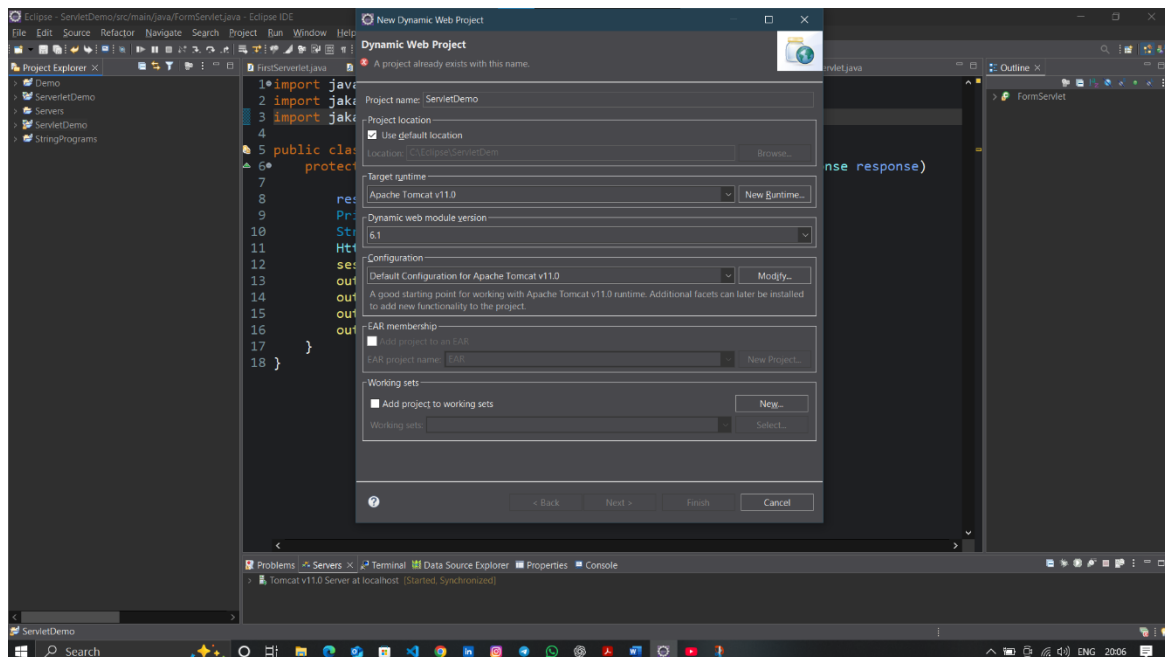 Eclipse - ServletDemo/src/main/java/FormServlet.java - Eclipse IDE
File Edit Source Refactor Navigate Search Project Run Window Help
Project Explorer
Demo
ServerletDemo
Servers
ServletDemo
StringPrograms
FirstServerlet.java
rvlet.java
1 import java
2 import jaka
3 import jaka
4
5 public clas
6 protect
nse response)
7
8 res
9 Pri
10 Str
11 Htt
12 ses
13 out
14 out
15 out
16 out
17 }
18 }
New Dynamic Web Project
Dynamic Web Project
A project already exists with this name.
Project name: ServletDemo
Project location
Use default location
Location: C:\Eclipse\ServletDem
Browse...
Target runtime
Apache Tomcat v11.0
New Runtime...
Dynamic web module version
6.1
Configuration
Default Configuration for Apache Tomcat v11.0
Modify...
A good starting point for working with Apache Tomcat v11.0 runtime. Additional facets can later be installed
to add new functionality to the project.
EAR membership
Add project to an EAR
EAR project name: EAR
New Project...
Working sets
Add project to working sets
New...
Working sets:
Select...
< Back
Next >
Finish
Cancel
Outline
FormServlet
Problems Servers Terminal Data Source Explorer Properties Console
Tomcat v11.0 Server at localhost [Started, Synchronized]
ServletDemo
Search
ENG 20:06